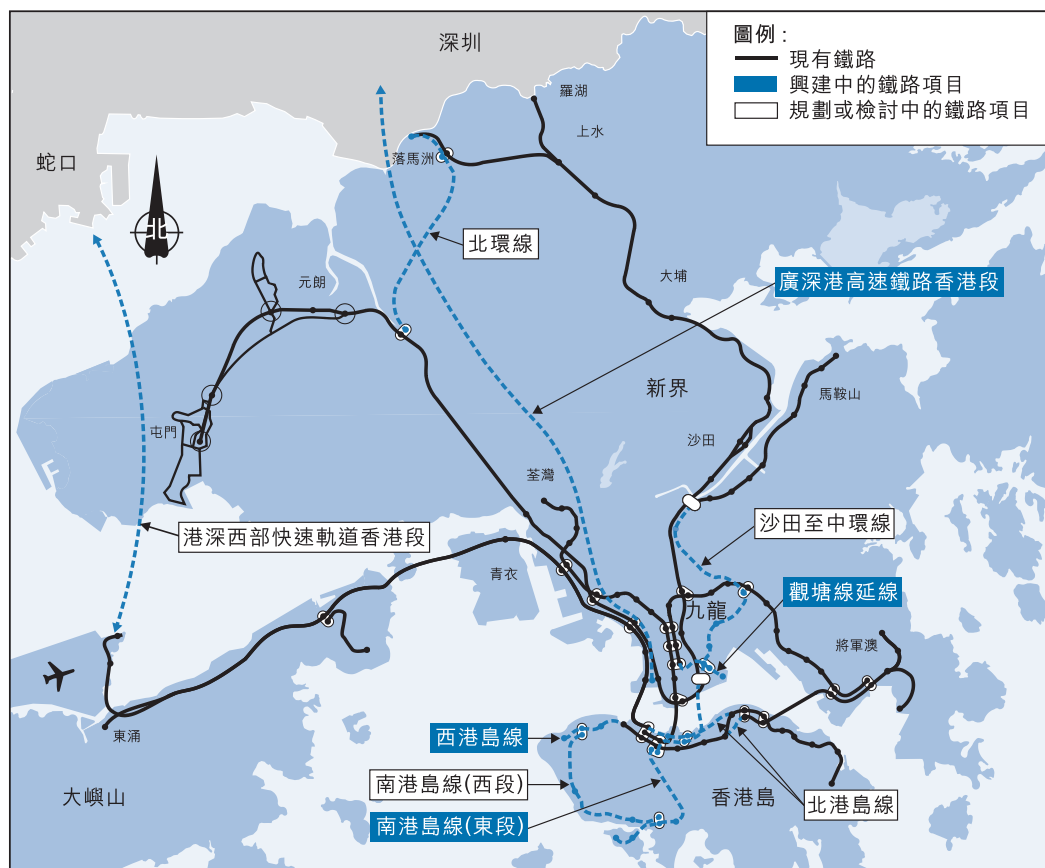 圖例 :
現有鐵路
興建中的鐵路項目
規劃或檢討中的鐵路項目
深圳
羅湖
上水
落馬洲
蛇口
北
北環線
元朗
大埔
廣深港高速鐵路香港段
新界
馬鞍山
屯門
沙田
荃灣
沙田至中環線
港深西部快速軌道香港段
青衣
觀塘線延線
九龍
將軍澳
東涌
西港島線
南港島線(西段)
大嶼山
香港島
北港島線
南港島線(東段)